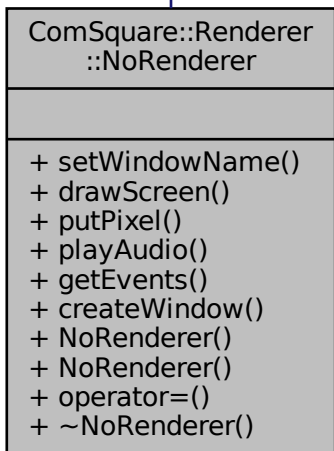 ComSquare::Renderer
::NoRenderer
+ setWindowName()
+ drawScreen()
+ putPixel()
+ playAudio()
+ getEvents()
+ createWindow()
+ NoRenderer()
+ NoRenderer()
+ operator=()
+ ~NoRenderer()